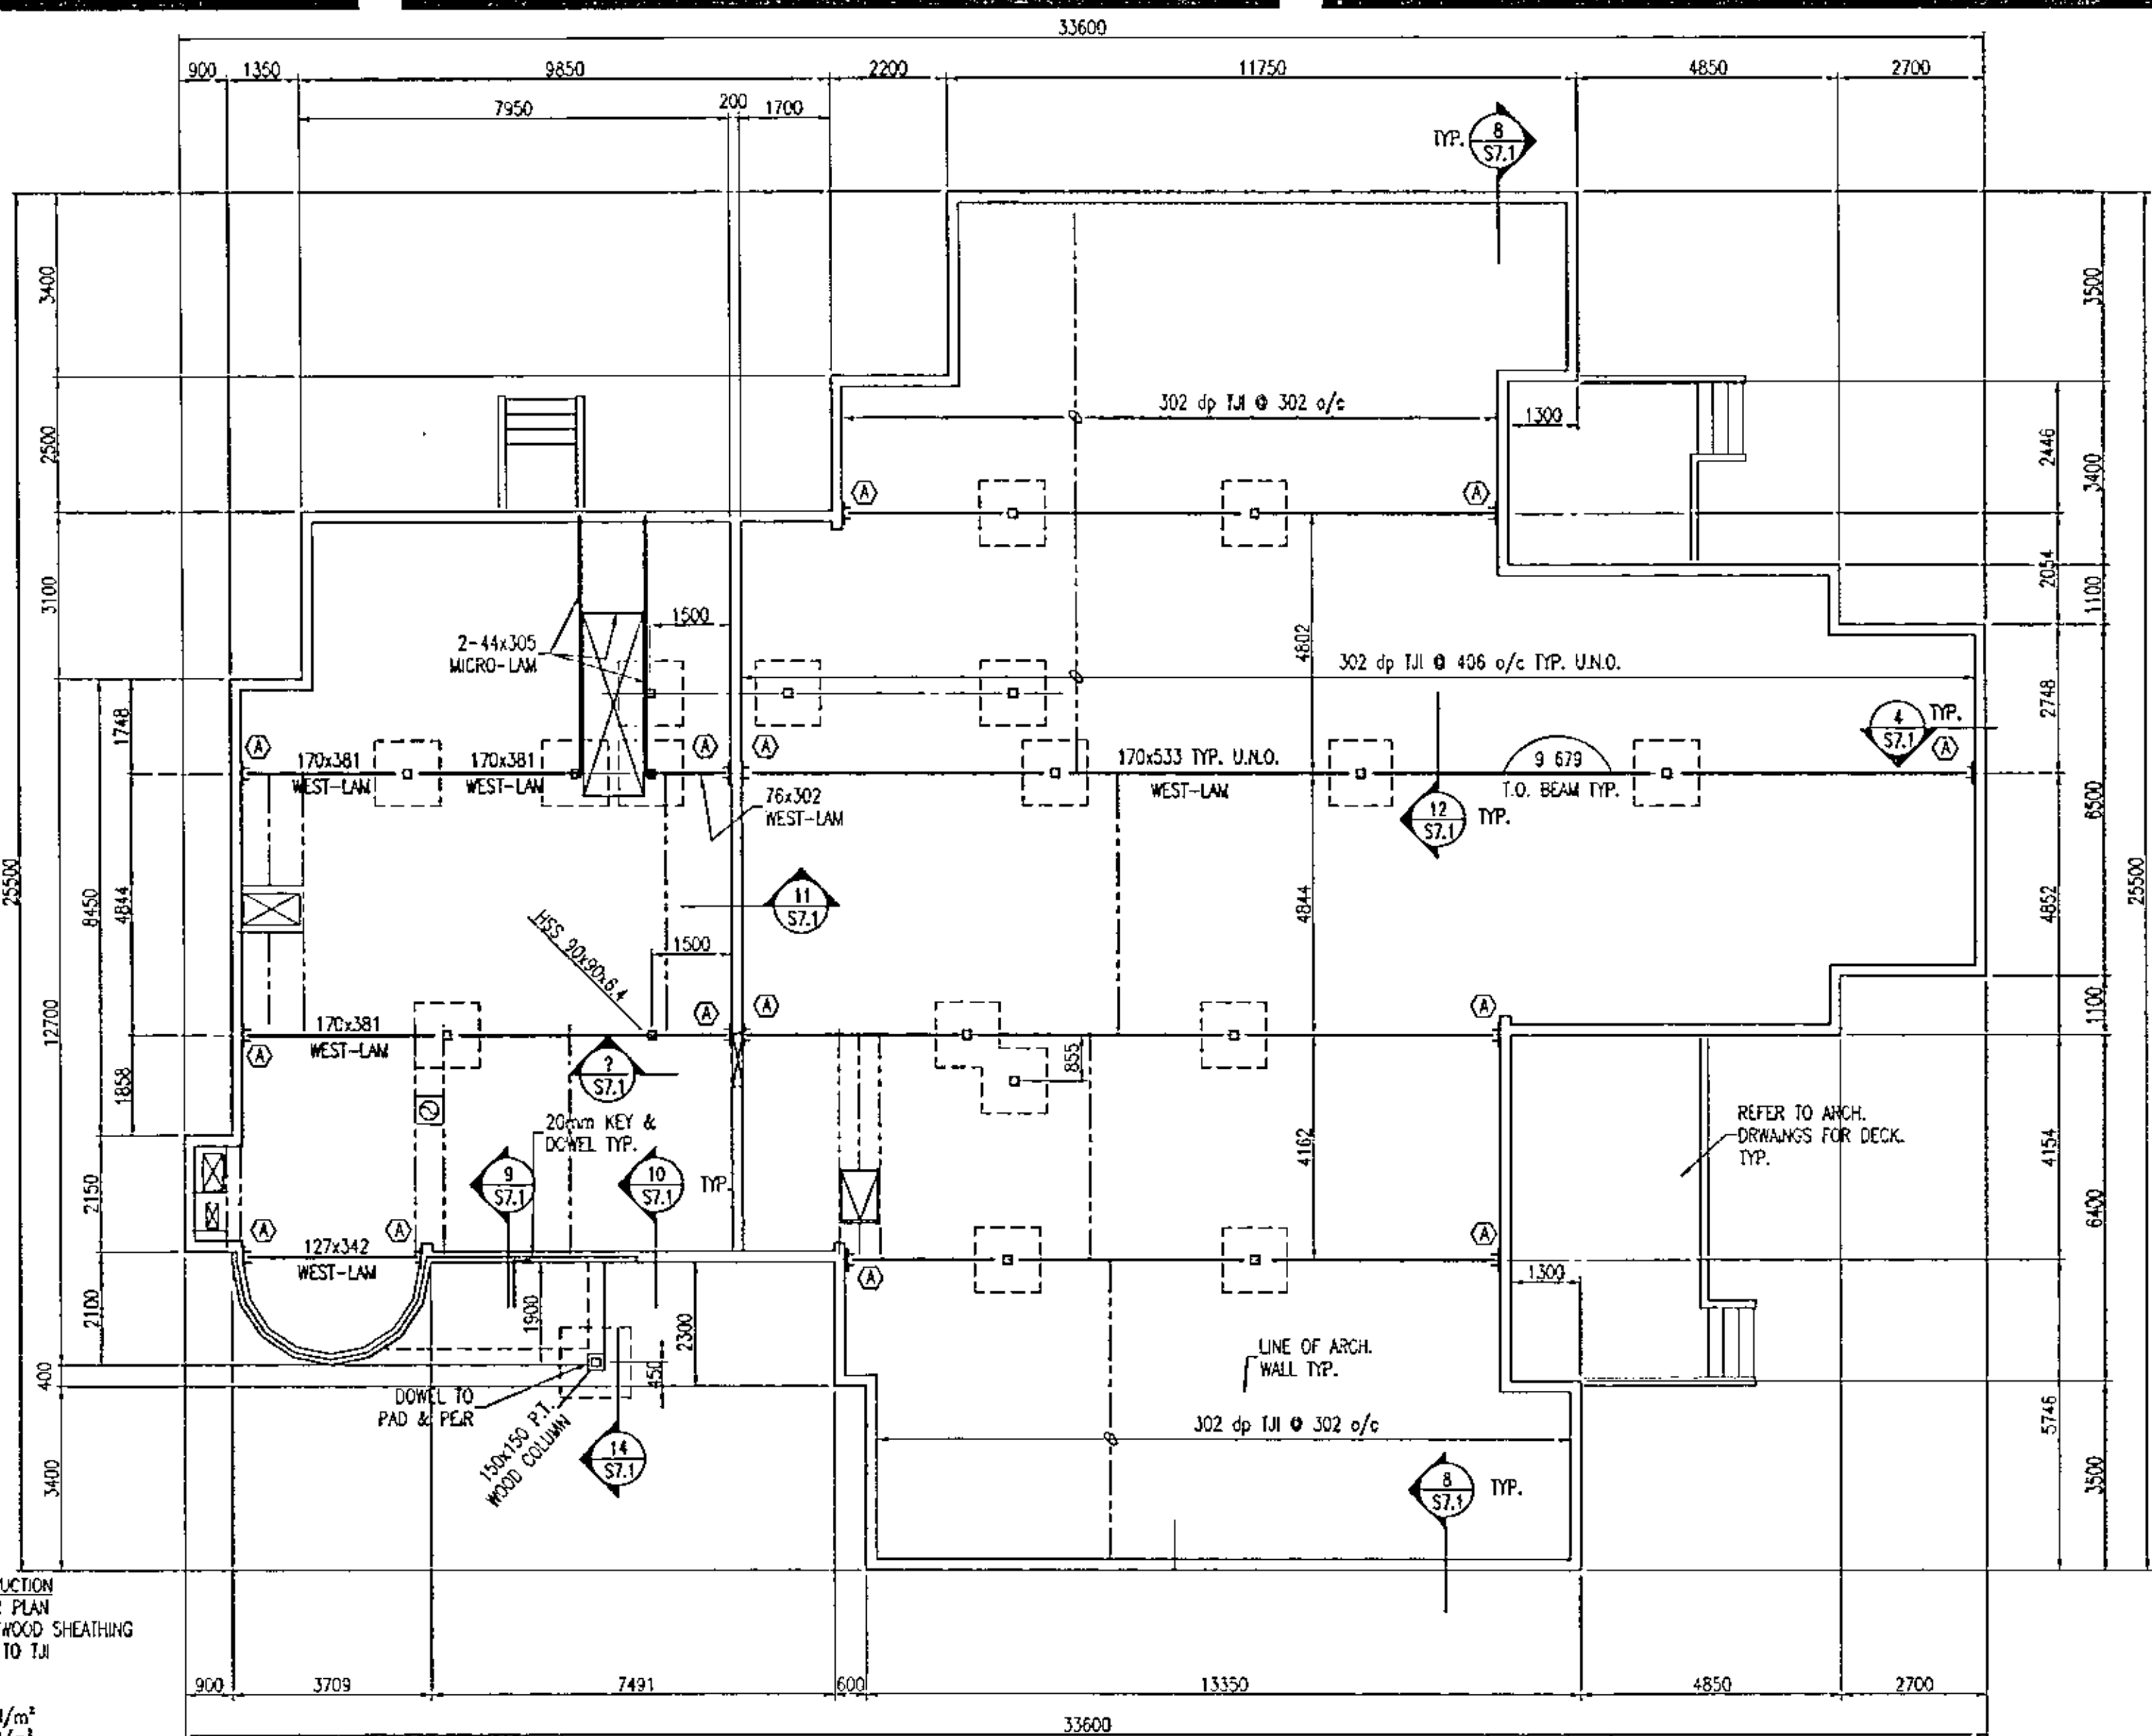 33600
900 1350 9850 2200 11750 4850 2700
7950 200 1700
TYP. 8
S7.1
3400
3500
302 dp TJI @ 302 o/c
1300
2500
2446
3400
A
A
2054
3100
1100
1500
2-44x305
MICRO-LAM
4802
302 dp TJI @ 406 o/c TYP. U.N.O.
2748
1748
4 TYP.
S7.1
A
A
A
A
170x381
WEST-LAM
170x381
WEST-LAM
170x533 TYP. U.N.O.
WEST-LAM
9 679
T.O. BEAM TYP.
76x302
WEST-LAM
12 TYP.
S7.1
6500
25500
8450
4844
11
S7.1
4844
4852
25500
HSS 90x90x6.4
1500
12700
A
A
A
1100
170x381
WEST-LAM
A
855
1858
?
S7.1
20mm KEY &
DOWEL TYP.
REFER TO ARCH.
DRWAINGS FOR DECK.
TYP.
4162
4154
9
S7.1
10 TYP.
S7.1
2150
6400
A
A
A
127x342
WEST-LAM
A
1300
2100
1900
2300
450
LINE OF ARCH.
WALL TYP.
400
DOWEL TO
PAD & PEIR
150x150 P.T.
WOOD COLUMN
302 dp TJI @ 302 o/c
5746
14
S7.1
8 TYP.
S7.1
3400
3500
UCTION
PLAN
WOOD SHEATHING
TO TJI
900 3709 7491 600 13350 4850 2700
/m²
33600